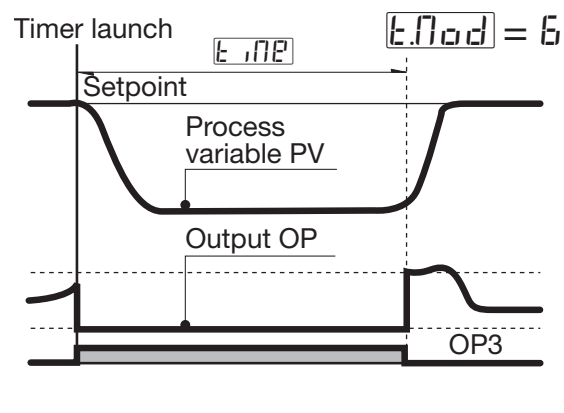 Timer launch
t.Mod = 6
time
Setpoint
Process
variable PV
Output OP
OP3